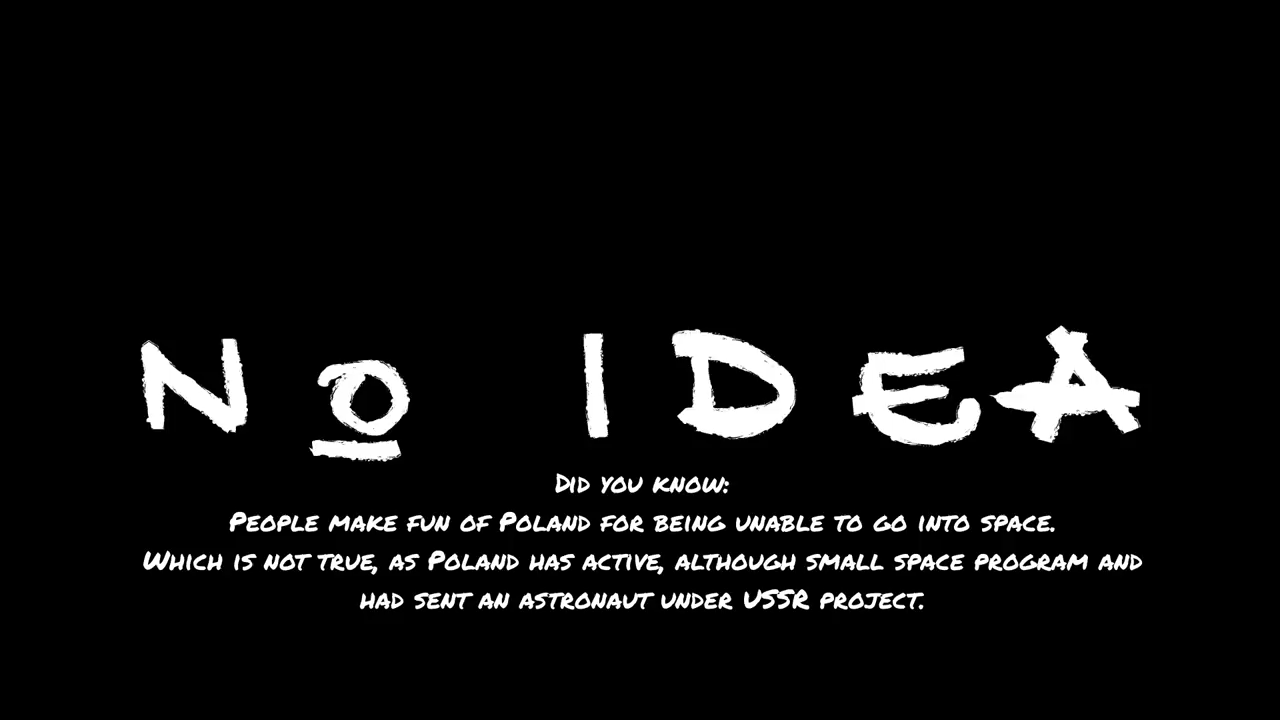 No IDEA
Did you know:
People make fun of Poland for being unable to go into space.
Which is not true, as Poland has active, although small space program and
had sent an astronaut under USSR project.